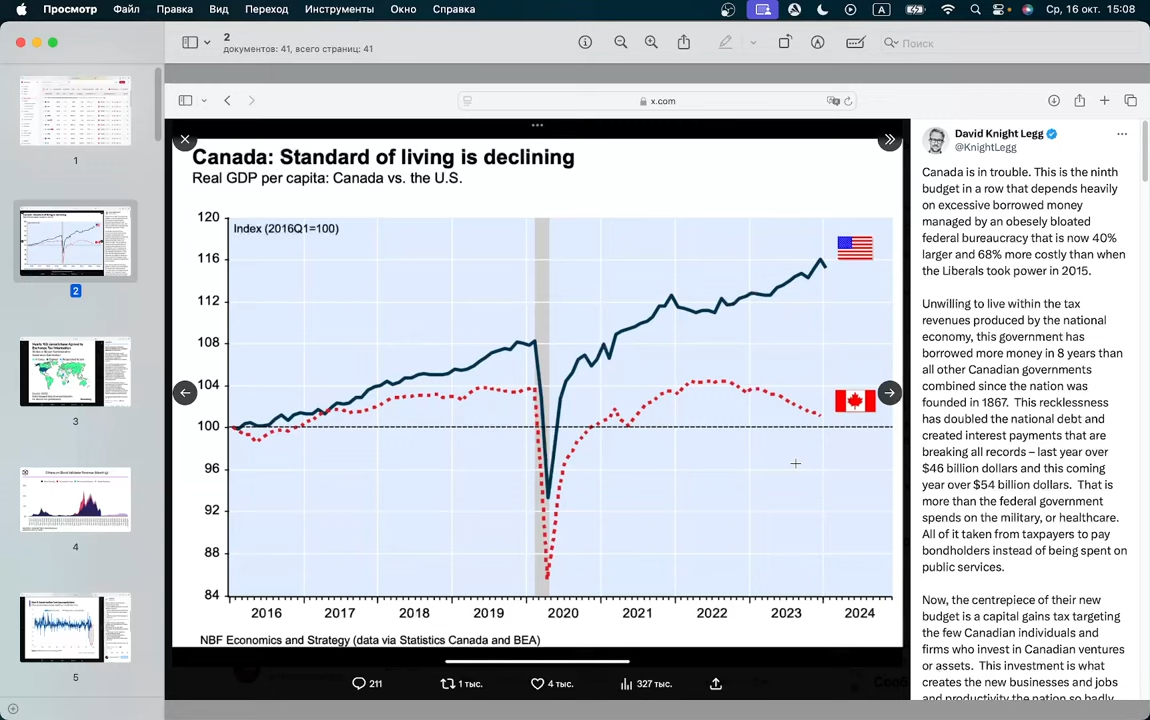 Просмотр Файл Правка Вид Переход Инструменты Окно Справка
A
Ср, 16 окт. 15:08
2
документов: 41, всего страниц: 41
Поиск
x.com
1
2
3
4
5
Canada: Standard of living is declining
Real GDP per capita: Canada vs. the U.S.
Index (2016Q1=100)
120
116
112
108
104
100
96
92
88
84
2016 2017 2018 2019 2020 2021 2022 2023 2024
NBF Economics and Strategy (data via Statistics Canada and BEA)
211 1 тыс. 4 тыс. 327 тыс.
David Knight Legg
@KnightLegg
Canada is in trouble. This is the ninth
budget in a row that depends heavily
on excessive borrowed money
managed by an obesely bloated
federal bureaucracy that is now 40%
larger and 68% more costly than when
the Liberals took power in 2015.
Unwilling to live within the tax
revenues produced by the national
economy, this government has
borrowed more money in 8 years than
all other Canadian governments
combined since the nation was
founded in 1867. This recklessness
has doubled the national debt and
created interest payments that are
breaking all records – last year over
$46 billion dollars and this coming
year over $54 billion dollars. That is
more than the federal government
spends on the military, or healthcare.
All of it taken from taxpayers to pay
bondholders instead of being spent on
public services.
Now, the centrepiece of their new
budget is a capital gains tax targeting
the few Canadian individuals and
firms who invest in Canadian ventures
or assets. This investment is what
creates the new businesses and jobs
and productivity the nation so badly